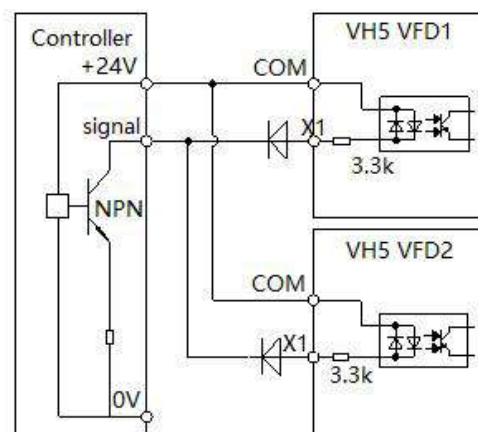 Controller
+24V
signal
NPN
0V
VH5 VFD1
COM
X1
3.3k
VH5 VFD2
COM
X1
3.3k